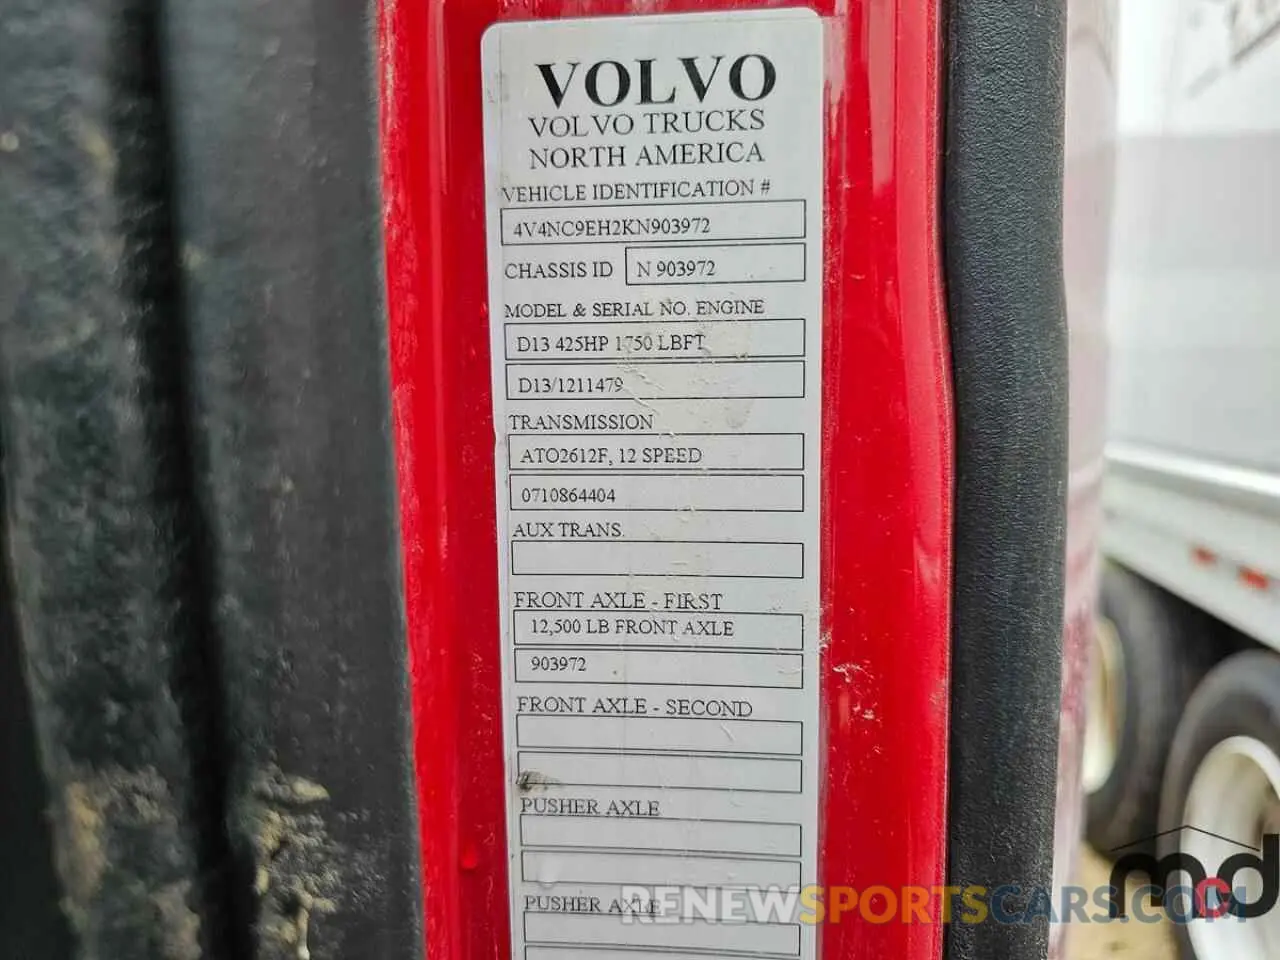 VOLVO
VOLVO TRUCKS
NORTH AMERICA
VEHICLE IDENTIFICATION #
4V4NC9EH2KN903972
CHASSIS ID N 903972
MODEL & SERIAL NO. ENGINE
D13 425HP 1750 LBFT
D13/1211479
TRANSMISSION
ATO2612F, 12 SPEED
0710864404
AUX TRANS.
FRONT AXLE - FIRST
12,500 LB FRONT AXLE
903972
FRONT AXLE - SECOND
PUSHER AXLE
PUSHER AXLE
RENEWSPORTSCARS.COM
md